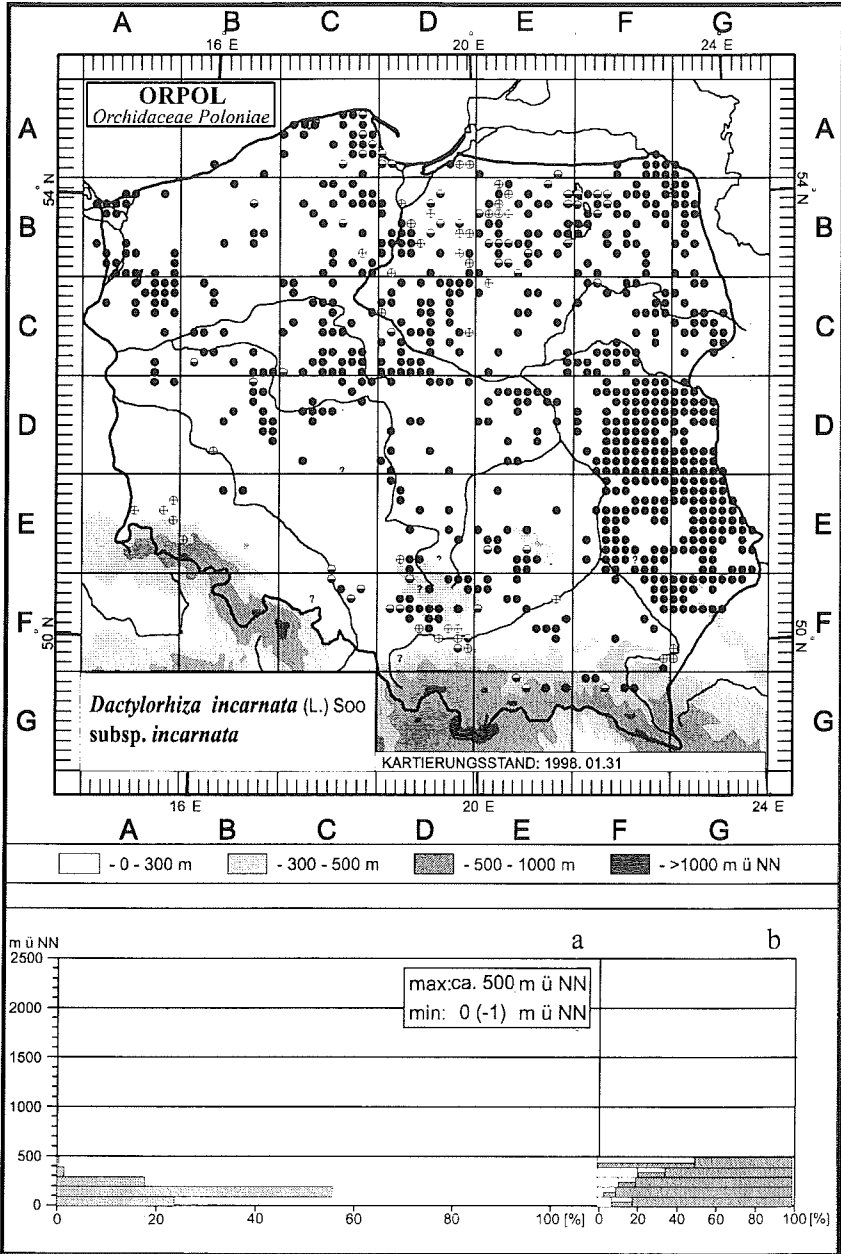 A B C D E F G
16 E 20 E 24 E
ORPOL
Orchidaceae Poloniae
A A
54° N 54° N
B B
C C
D D
?
E E
? ?
? ?
F F
50° N 50° N
?
G G
Dactylorhiza incarnata (L.) Soo
subsp. incarnata
KARTIERUNGSSTAND: 1998.01.31
16 E 20 E 24 E
A B C D E F G
- 0 - 300 m - 300 - 500 m - 500 - 1000 m - >1000 m ü NN
m ü NN a b
2500
max:ca. 500 m ü NN
min: 0 (-1) m ü NN
2000
1500
1000
500
0
0 20 40 60 80 100 [%] 0 20 40 60 80 100 [%]